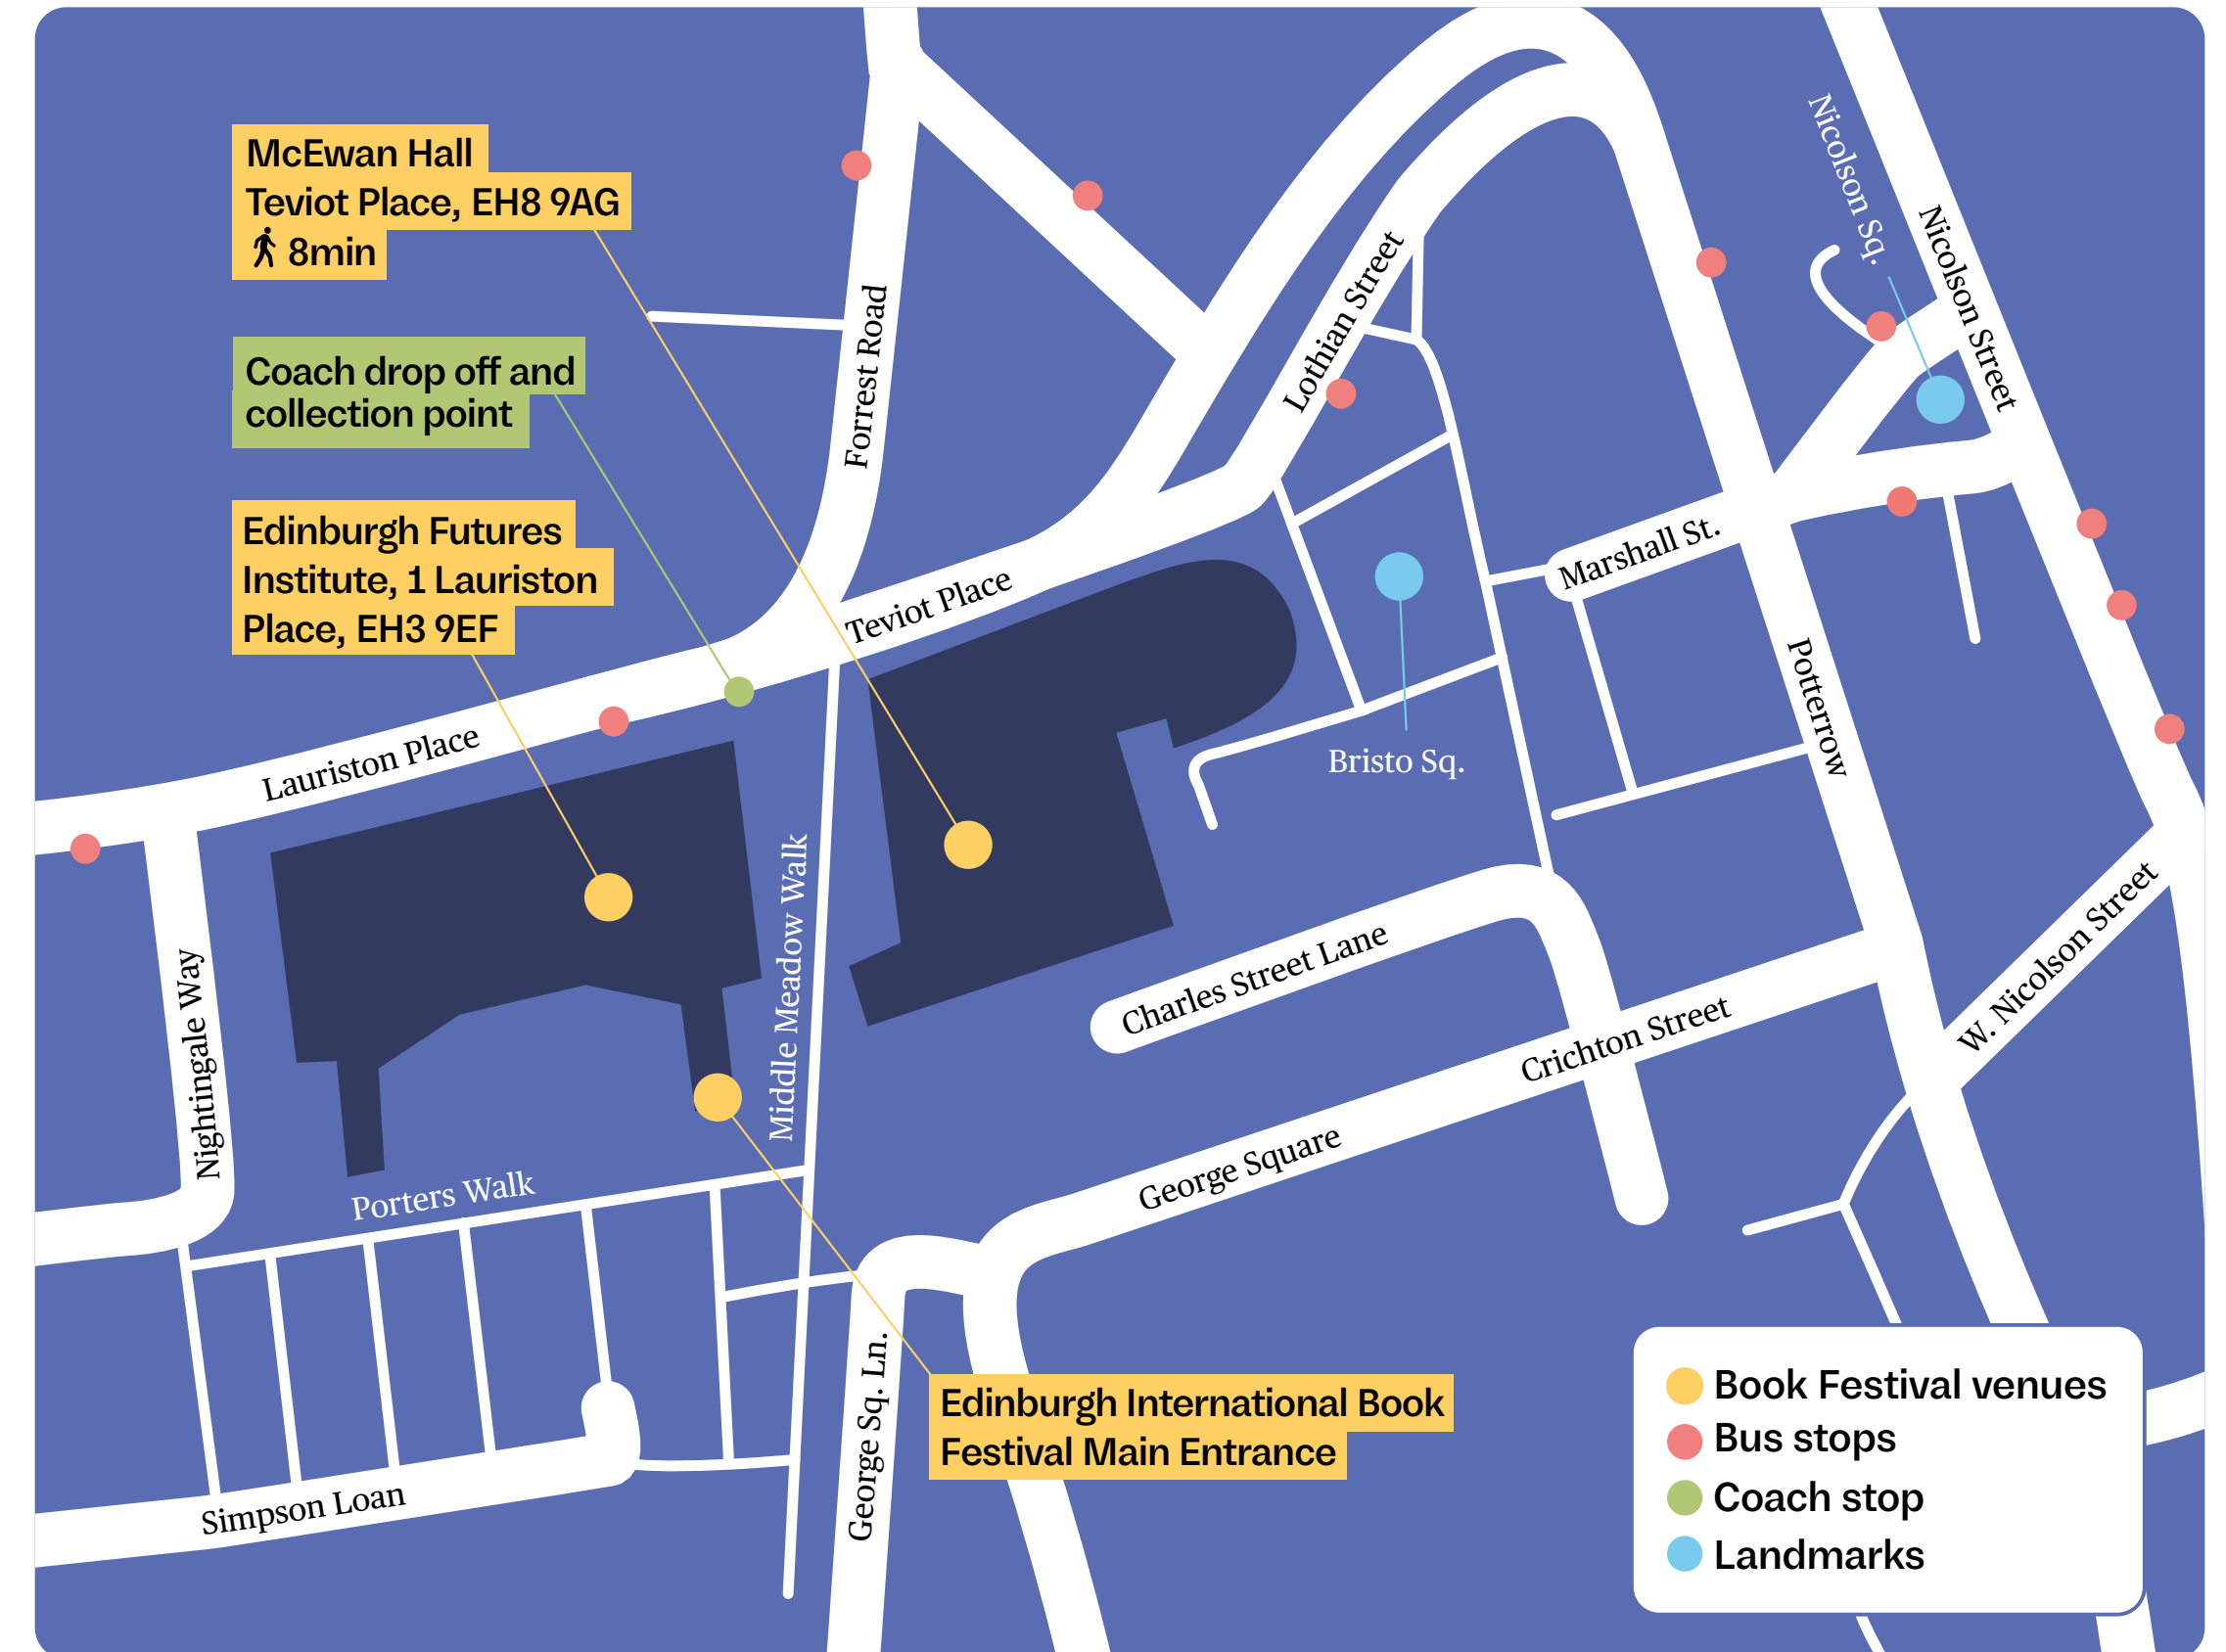 McEwan Hall
Teviot Place, EH8 9AG
8min
Coach drop off and
collection point
Edinburgh Futures
Institute, 1 Lauriston
Place, EH3 9EF
Forrest Road
Lothian Street
Nicolson Sq.
Nicolson Street
Teviot Place
Marshall St.
Lauriston Place
Bristo Sq.
Potterrow
Nightingale Way
Middle Meadow Walk
Charles Street Lane
Crichton Street
W. Nicolson Street
Porters Walk
George Square
George Sq. Ln.
Simpson Loan
Edinburgh International Book
Festival Main Entrance
Book Festival venues
Bus stops
Coach stop
Landmarks